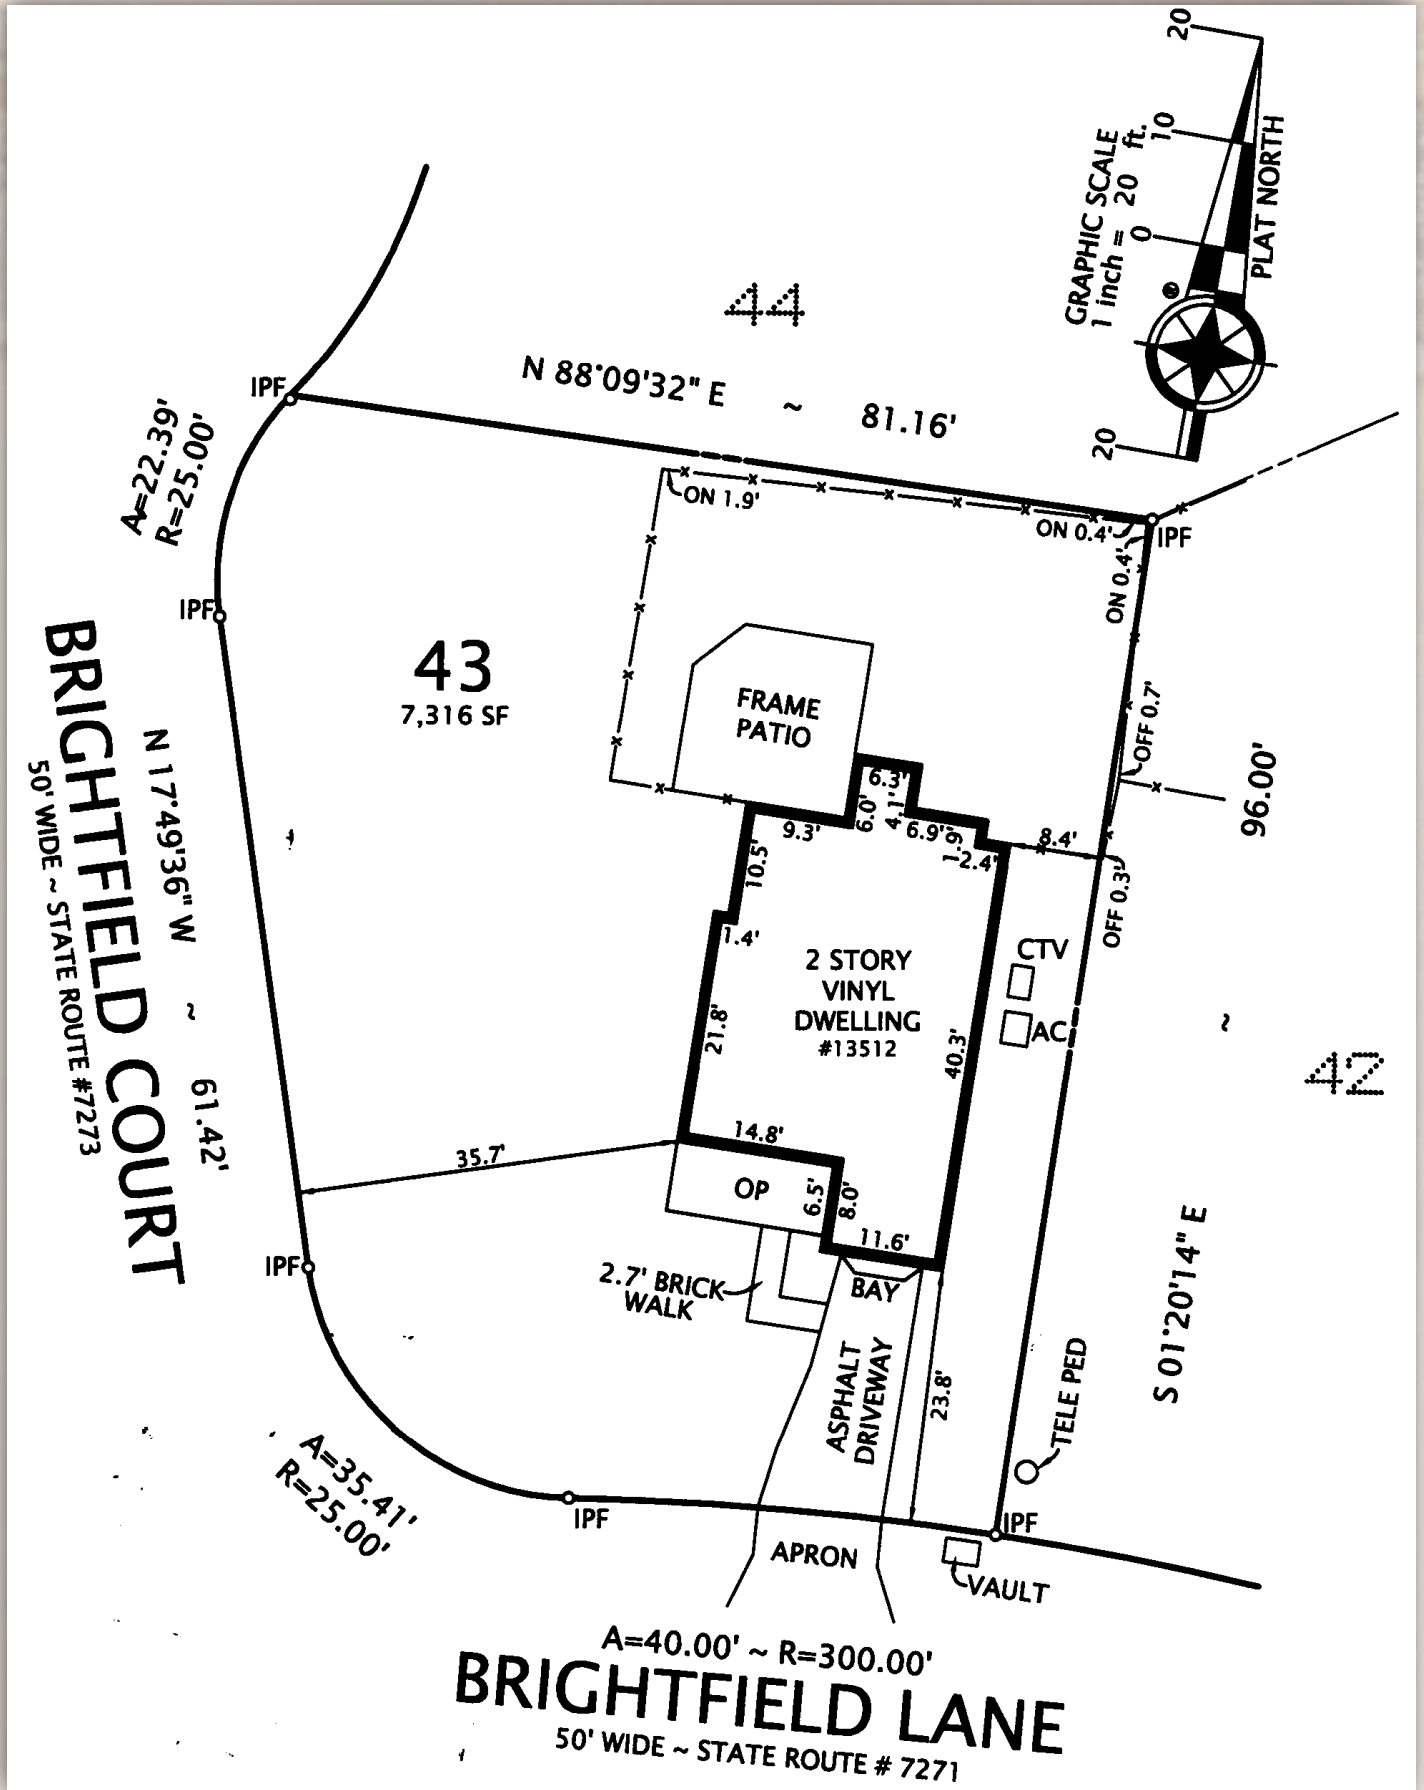 20
10
0
20
GRAPHIC SCALE
1 inch = 20 ft.
PLAT NORTH
®
44
N 88°09'32" E ~ 81.16'
IPF
A=22.39'
R=25.00'
ON 1.9'
ON 0.4'
IPF
ON 0.4'
IPF
43
7,316 SF
FRAME
PATIO
OFF 0.7'
96.00'
~
S 01°20'14" E
42
BRIGHTFIELD COURT
50' WIDE ~ STATE ROUTE #7273
N 17°49'36" W ~ 61.42'
6.3'
6.0'
4.1'
9.3'
6.9'
1.9'
2.4'
8.4'
10.5'
OFF 0.3'
1.4'
2 STORY
VINYL
DWELLING
#13512
CTV
AC
21.8'
40.3'
14.8'
35.7'
OP
6.5'
8.0'
11.6'
IPF
2.7' BRICK
WALK
BAY
ASPHALT
DRIVEWAY
23.8'
TELE PED
A=35.41'
R=25.00'
IPF
IPF
APRON
VAULT
A=40.00' ~ R=300.00'
BRIGHTFIELD LANE
50' WIDE ~ STATE ROUTE # 7271